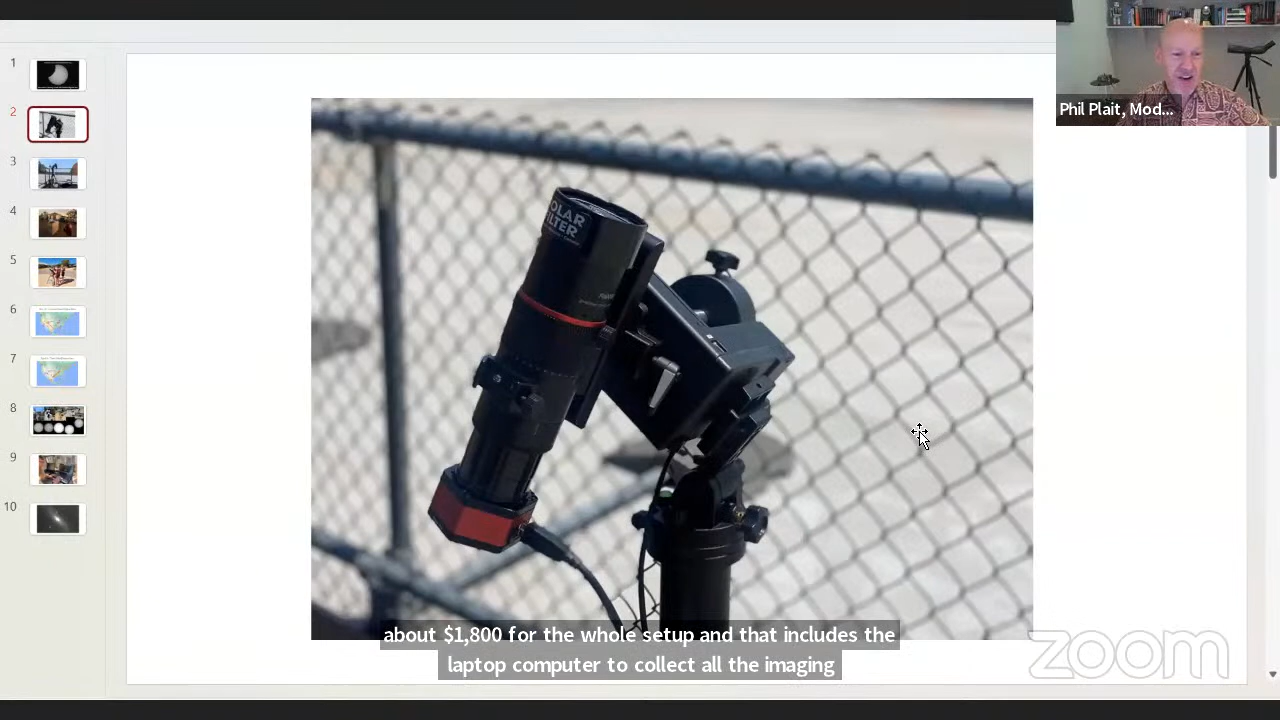 1
2
3
4
5
6
7
8
9
10
Phil Plait, Mod...
OLAR
ILTER
about $1,800 for the whole setup and that includes the
laptop computer to collect all the imaging
zoom